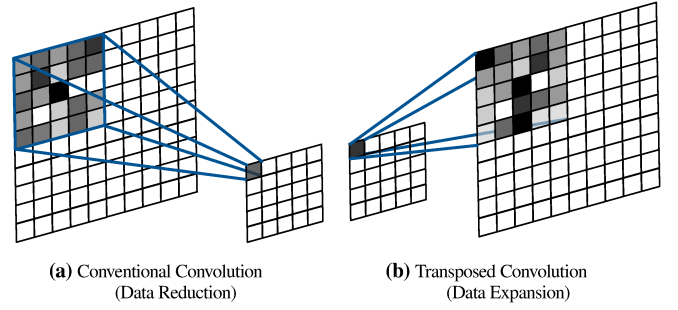 (a) Conventional Convolution
(Data Reduction)
(b) Transposed Convolution
(Data Expansion)